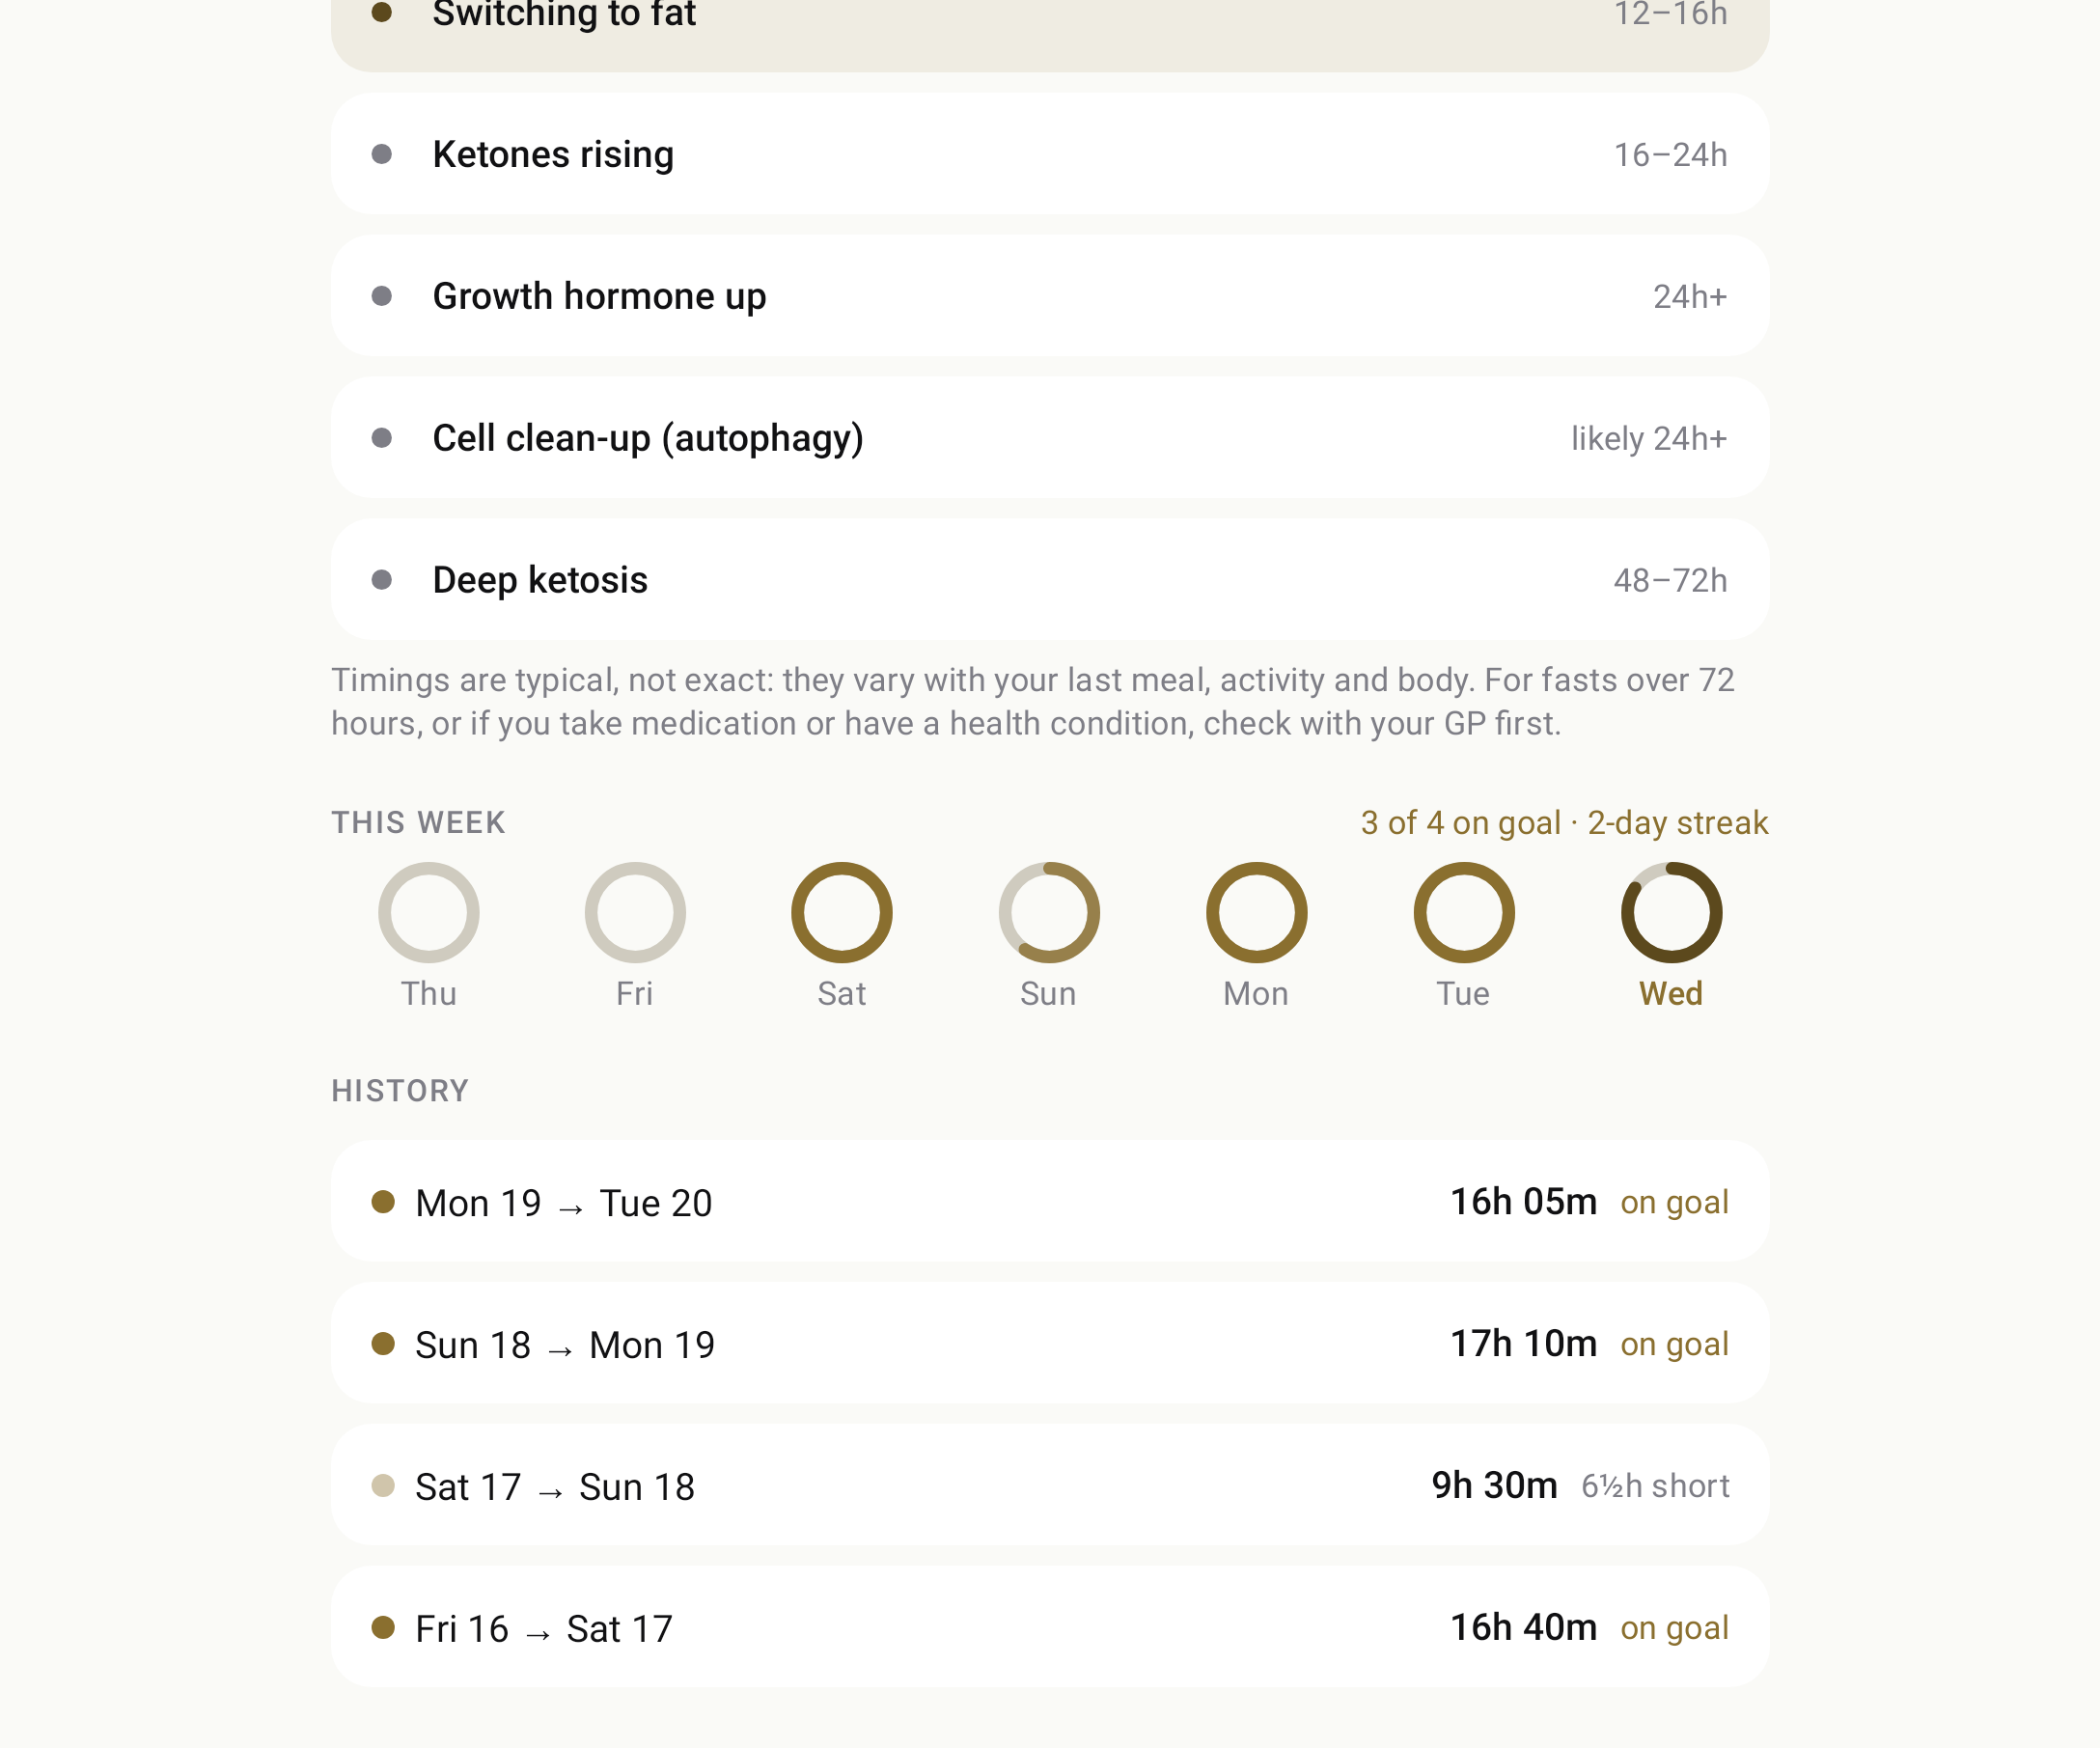 Switching to fat 12–16h
Ketones rising 16–24h
Growth hormone up 24h+
Cell clean-up (autophagy) likely 24h+
Deep ketosis 48–72h
Timings are typical, not exact: they vary with your last meal, activity and body. For fasts over 72
hours, or if you take medication or have a health condition, check with your GP first.
THIS WEEK 3 of 4 on goal · 2-day streak
Thu Fri Sat Sun Mon Tue Wed
HISTORY
Mon 19 → Tue 20 16h 05m on goal
Sun 18 → Mon 19 17h 10m on goal
Sat 17 → Sun 18 9h 30m 6½h short
Fri 16 → Sat 17 16h 40m on goal